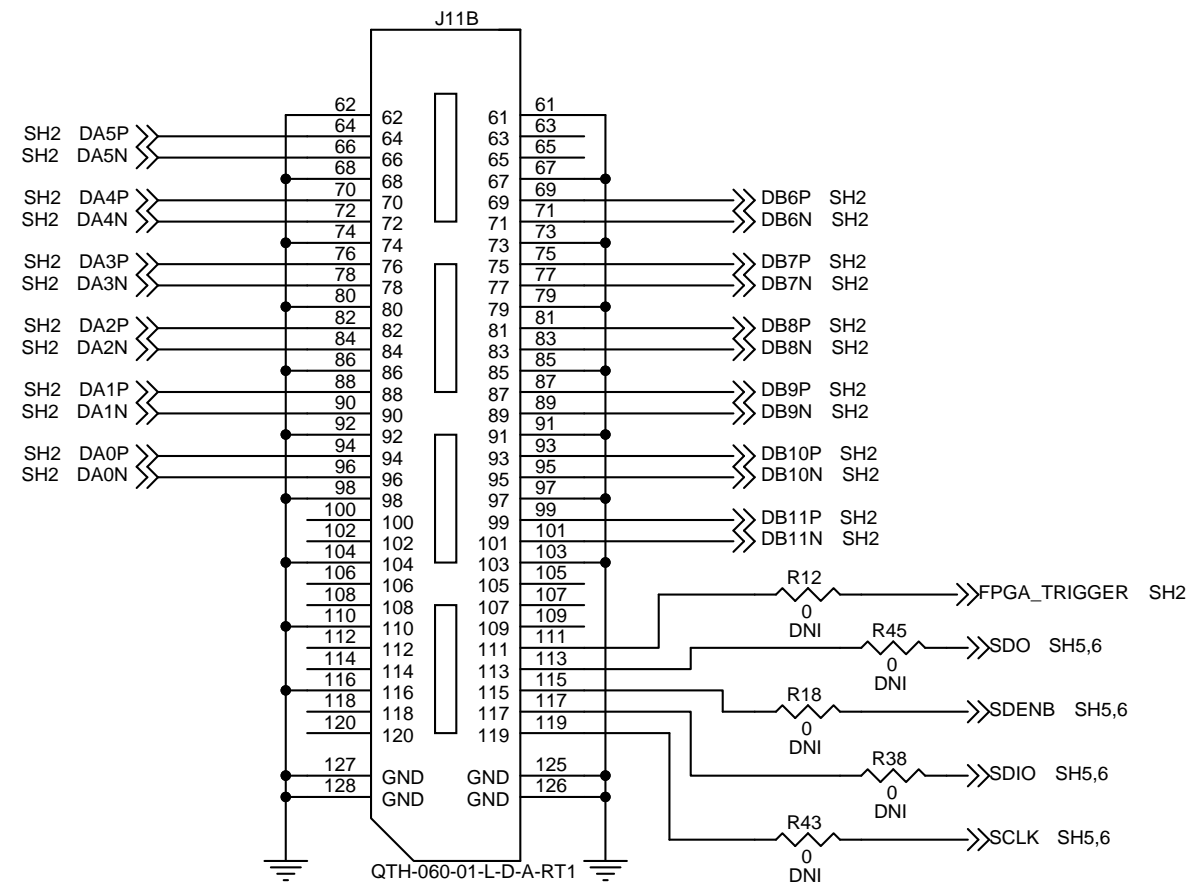 J11B
62 62 61 61
SH2 DA5P 64 64 63 63
SH2 DA5N 66 66 65 65
68 68 67 67
SH2 DA4P 70 70 69 69 DB6P SH2
SH2 DA4N 72 72 71 71 DB6N SH2
74 74 73 73
SH2 DA3P 76 76 75 75 DB7P SH2
SH2 DA3N 78 78 77 77 DB7N SH2
80 80 79 79
SH2 DA2P 82 82 81 81 DB8P SH2
SH2 DA2N 84 84 83 83 DB8N SH2
86 86 85 85
SH2 DA1P 88 88 87 87 DB9P SH2
SH2 DA1N 90 90 89 89 DB9N SH2
92 92 91 91
SH2 DA0P 94 94 93 93 DB10P SH2
SH2 DA0N 96 96 95 95 DB10N SH2
98 98 97 97
100 100 99 99 DB11P SH2
102 102 101 101 DB11N SH2
104 104 103 103
106 106 105 105
108 108 107 107
110 110 109 109
112 112 111 111
114 114 113 113
116 116 115 115
118 118 117 117
120 120 119 119
127 GND GND 125
128 GND GND 126
QTH-060-01-L-D-A-RT1
R12
0
DNI
FPGA_TRIGGER SH2
R45
0
DNI
SDO SH5,6
R18
0
DNI
SDENB SH5,6
R38
0
DNI
SDIO SH5,6
R43
0
DNI
SCLK SH5,6